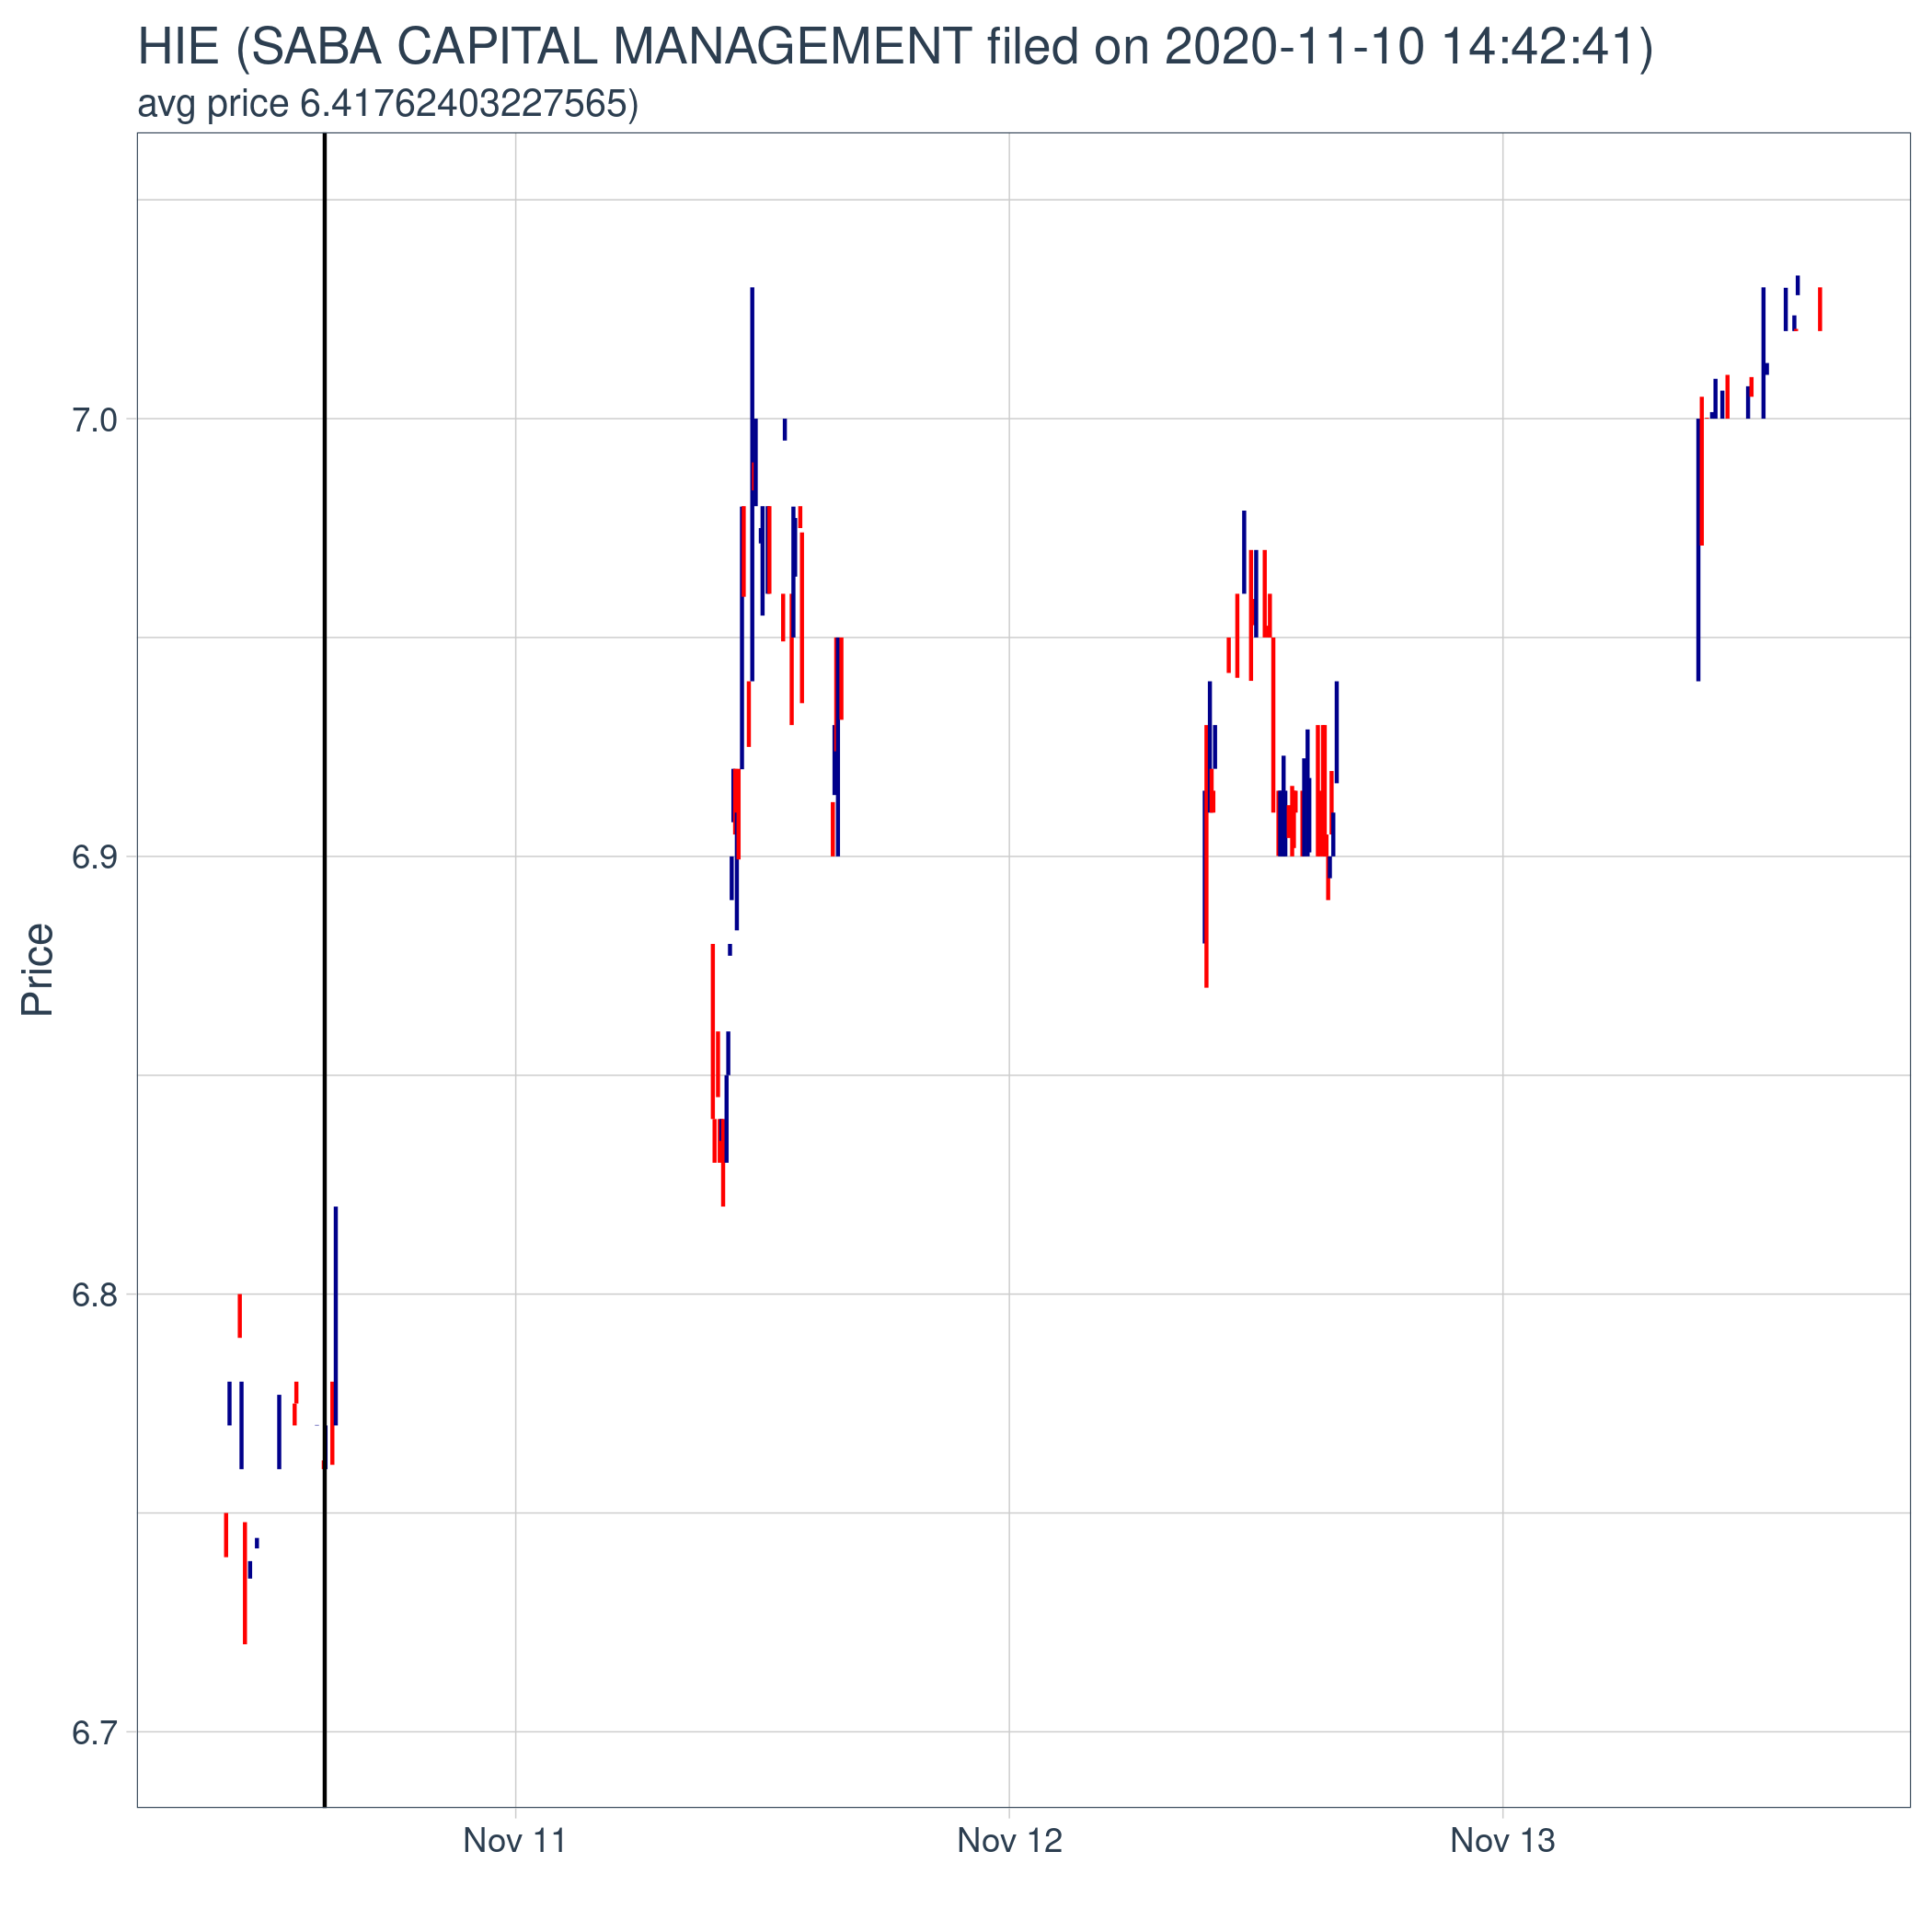 HIE (SABA CAPITAL MANAGEMENT filed on 2020-11-10 14:42:41)
avg price 6.41762403227565)
7.0
6.9
Price
6.8
6.7
Nov 11 Nov 12 Nov 13